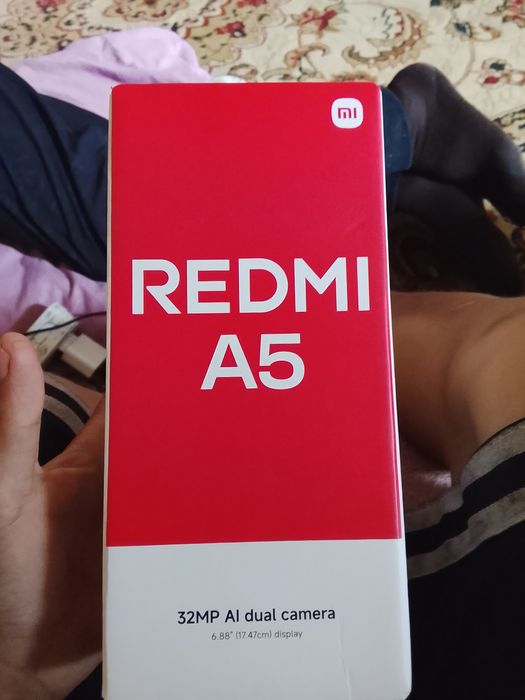 mi
REDMI
A5
32MP AI dual camera
6.88" (17.47cm) display